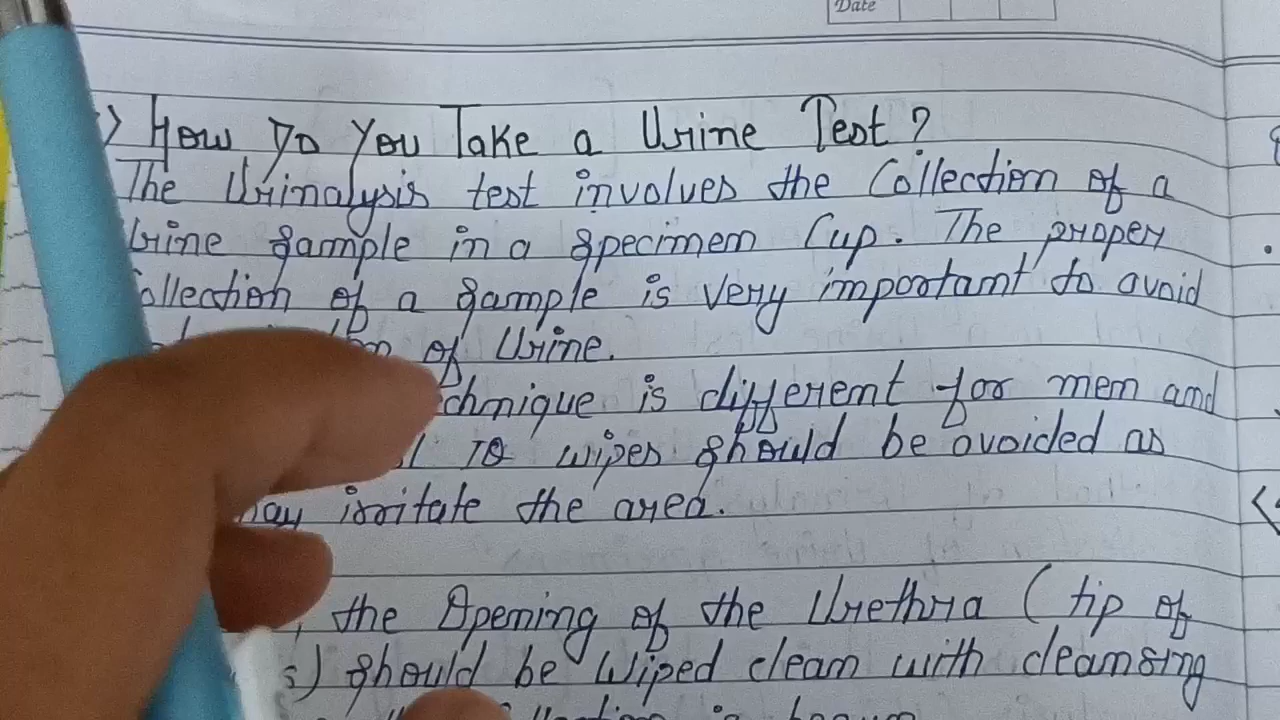 Date
How Do You Take a Urine Test?
The Urinalysis test involves the Collection of a
Urine sample in a specimen Cup. The proper
Collection of a sample is very important to avoid
of Urine.
technique is different for men and
wipes should be avoided as
may irritate the area.
the Opening of the Urethra (tip of
should be wiped clean with cleansing